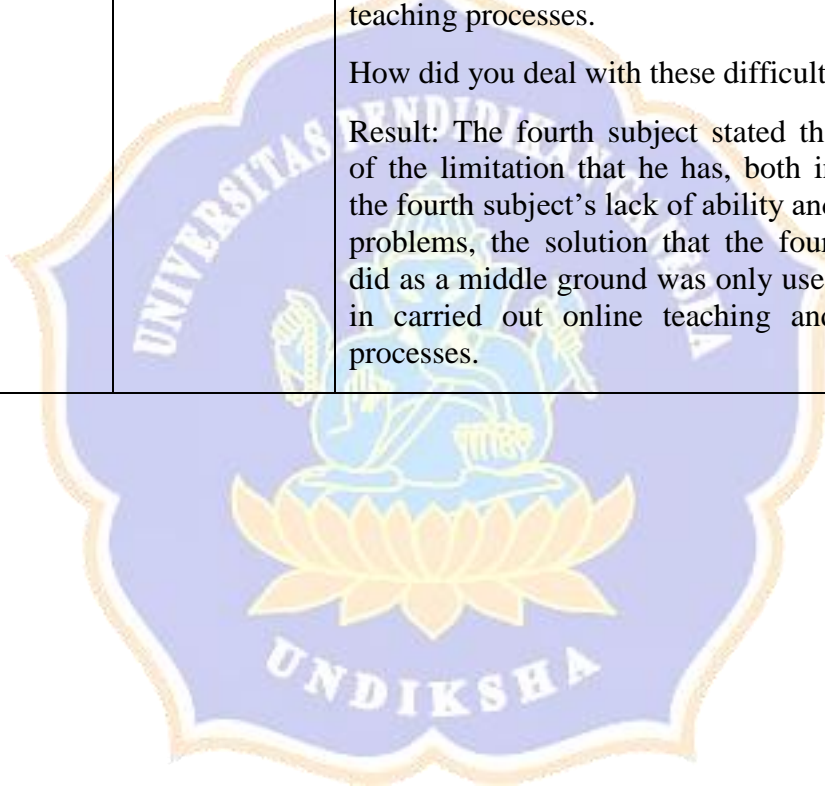 teaching processes.
How did you deal with these difficult
Result: The fourth subject stated th
of the limitation that he has, both i
the fourth subject's lack of ability an
problems, the solution that the four
did as a middle ground was only use
in carried out online teaching and
processes.
UNIVERSITAS PENDIDIKAN GANESHA
UNDIKSHA